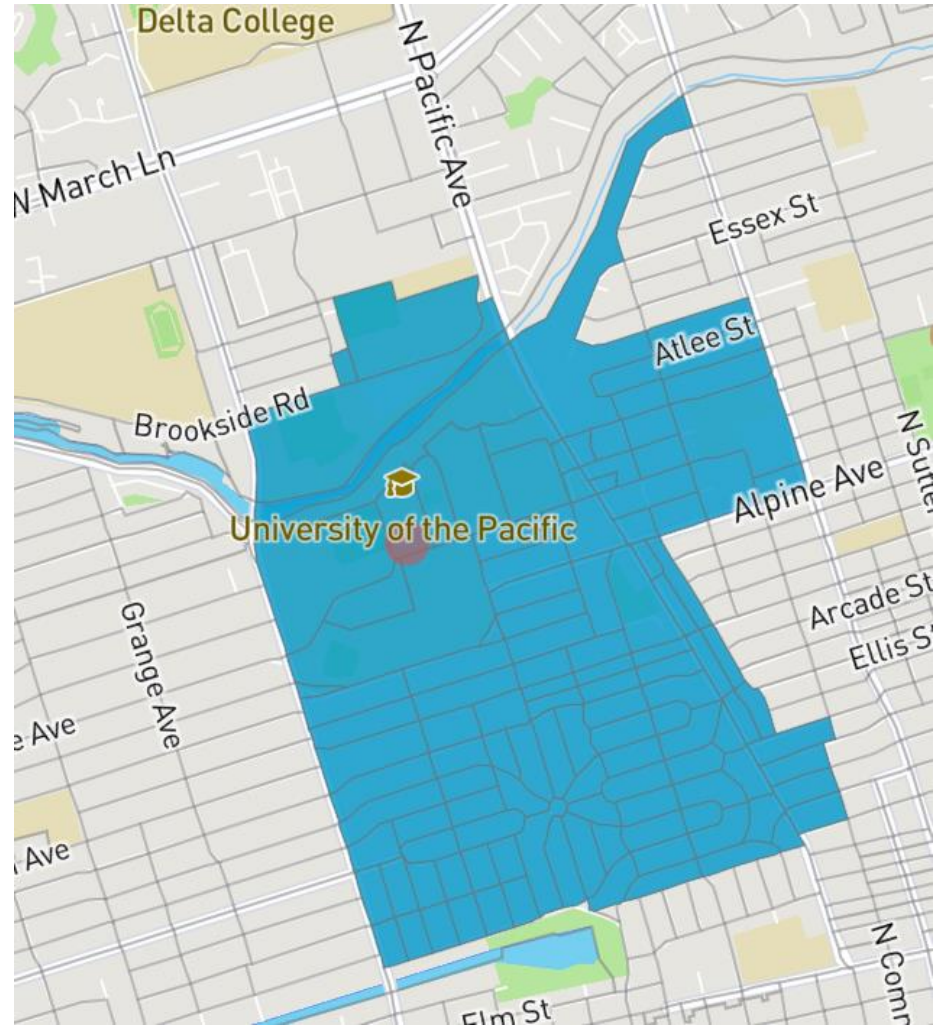 Delta College
N Pacific Ave
W March Ln
Essex St
Atlee St
Brookside Rd
N Sutter
Alpine Ave
University of the Pacific
Arcade St
Grange Ave
Ellis S
e Ave
Ave
N Comm
Elm St